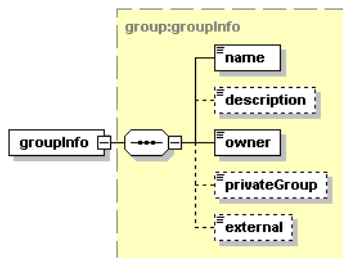 group:groupInfo
name
description
groupInfo
owner
privateGroup
external